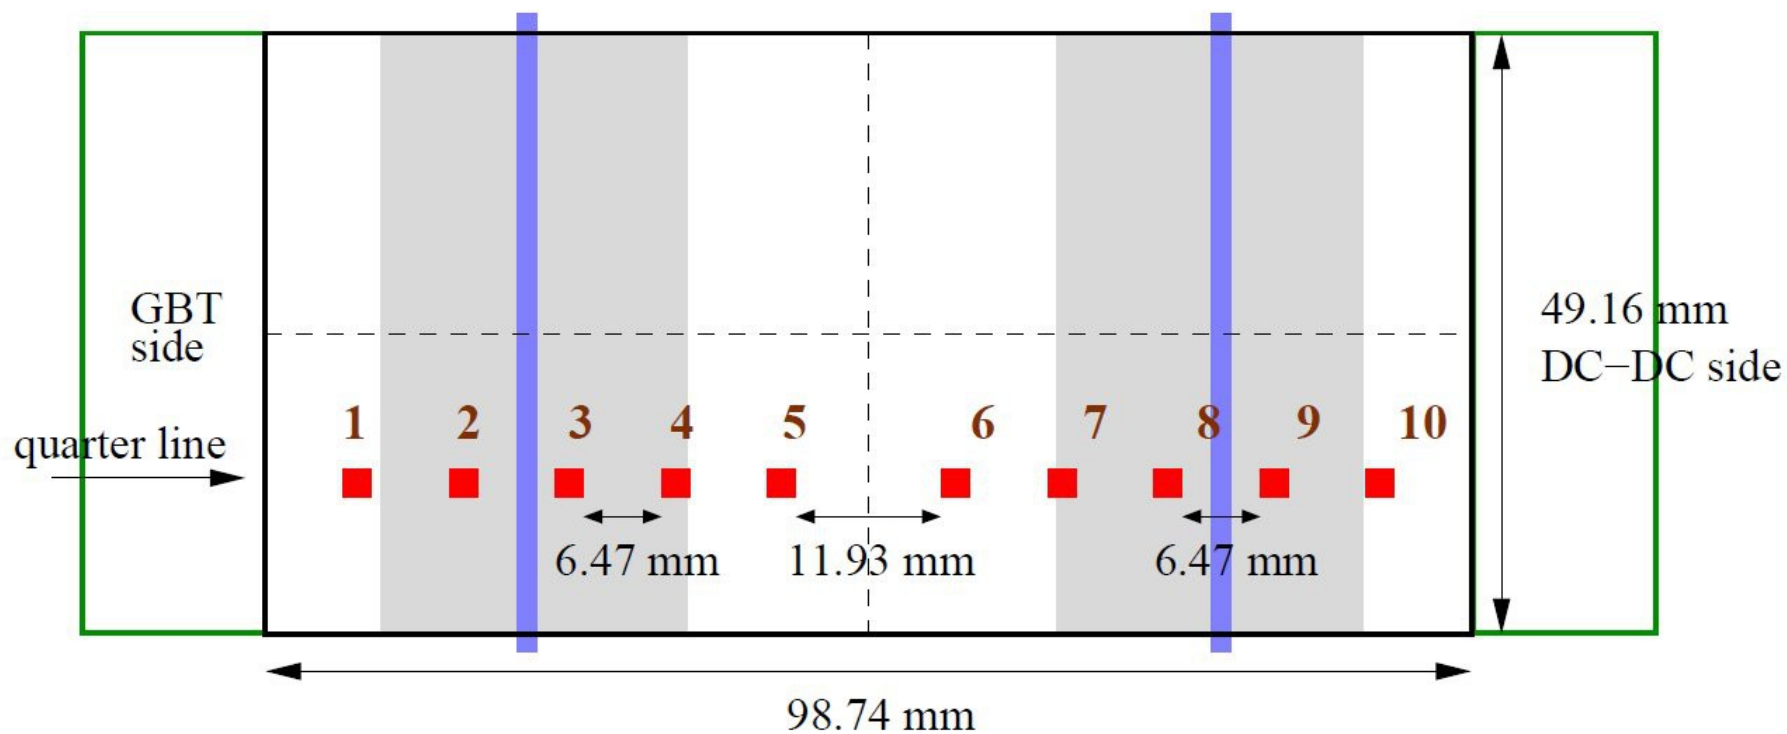 GBT
side
49.16 mm
DC−DC side
1 2 3 4 5 6 7 8 9 10
quarter line
6.47 mm 11.93 mm 6.47 mm
98.74 mm